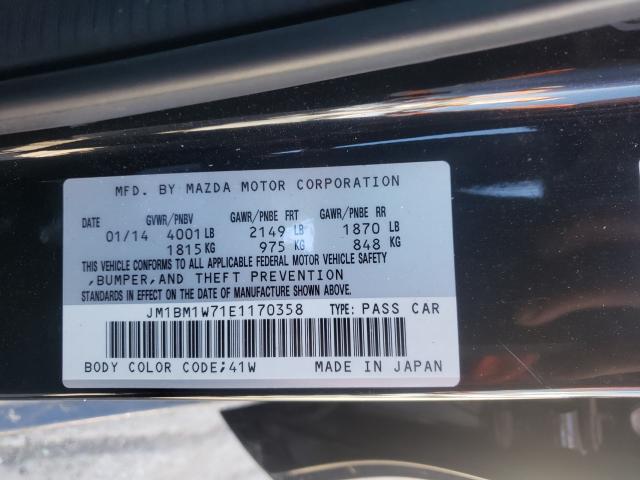 MFD. BY MAZDA MOTOR CORPORATION
DATE GVWR/PNBV GAWR/PNBE FRT GAWR/PNBE RR
01/14 4001 LB 2149 LB 1870 LB
1815 KG 975 KG 848 KG
THIS VEHICLE CONFORMS TO ALL APPLICABLE FEDERAL MOTOR VEHICLE SAFETY
,BUMPER,AND THEFT PREVENTION
STANDARDS IN EFFECT ON THE DATE OF MANUFACTURE SHOWN ABOVE.
JM1BM1W71E1170358 TYPE: PASS CAR
BODY COLOR CODE;41W MADE IN JAPAN